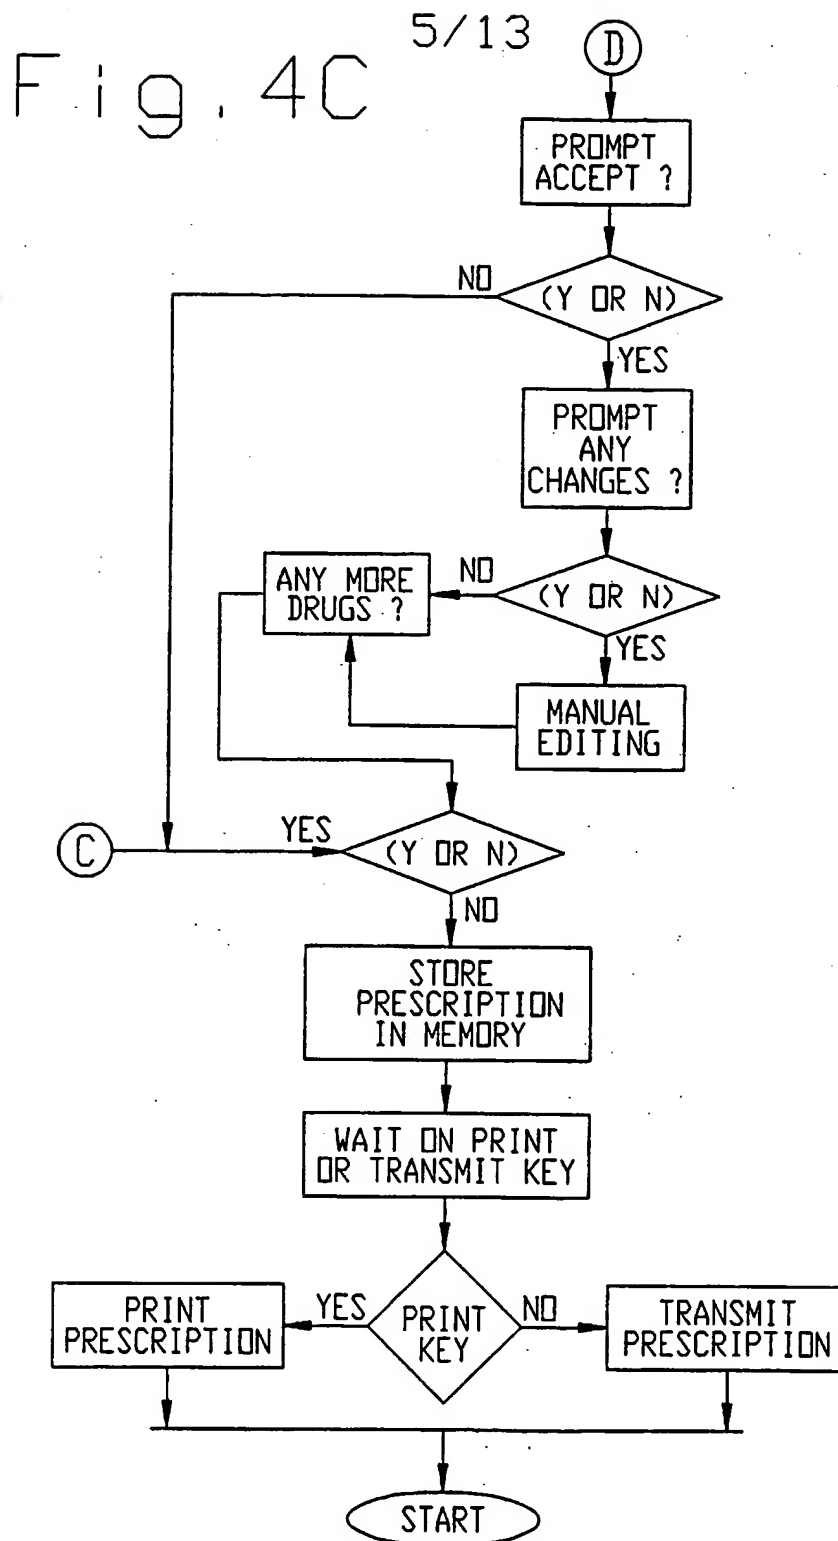 5/13
Fig. 4C
D
PROMPT
ACCEPT ?
NO
(Y OR N)
YES
PROMPT
ANY
CHANGES ?
ANY MORE
DRUGS ?
NO
(Y OR N)
YES
MANUAL
EDITING
C
YES
(Y OR N)
NO
STORE
PRESCRIPTION
IN MEMORY
WAIT ON PRINT
OR TRANSMIT KEY
PRINT
PRESCRIPTION
YES
PRINT
KEY
NO
TRANSMIT
PRESCRIPTION
START